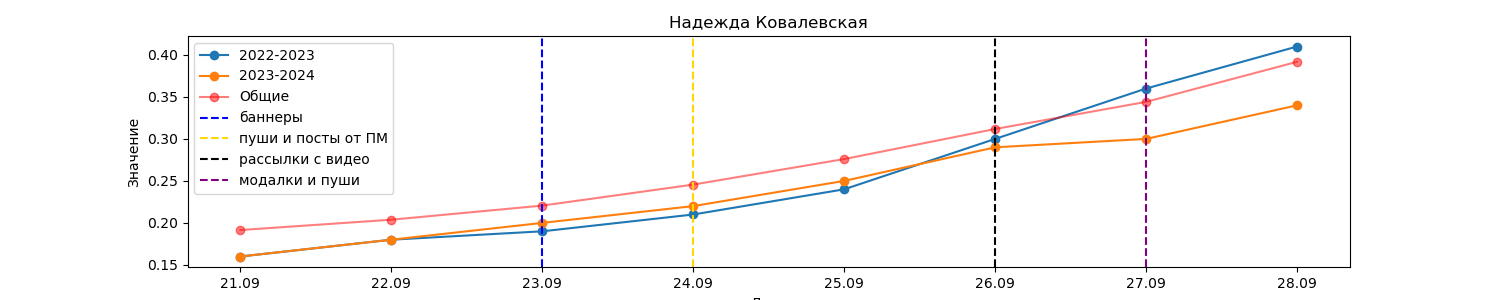 Надежда Ковалевская
2022-2023
2023-2024
Общие
баннеры
пуши и посты от ПМ
рассылки с видео
модалки и пуши
Значение
0.40
0.35
0.30
0.25
0.20
0.15
21.09 22.09 23.09 24.09 25.09 26.09 27.09 28.09